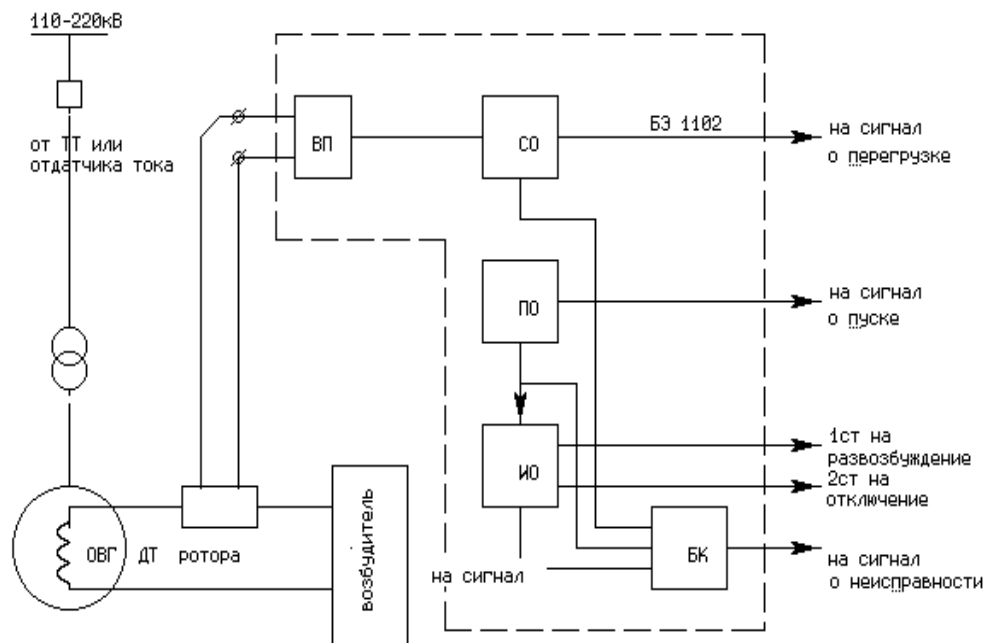 110-220кВ
от ТТ или
отдатчика тока
ВП
СО
БЭ 1102
на сигнал
о перегрузке
ПО
на сигнал
о пуске
ИО
1ст на
развозбуждение
2ст на
отключение
ОВГ ДТ ротора
возбудитель
на сигнал
БК
на сигнал
о неисправности